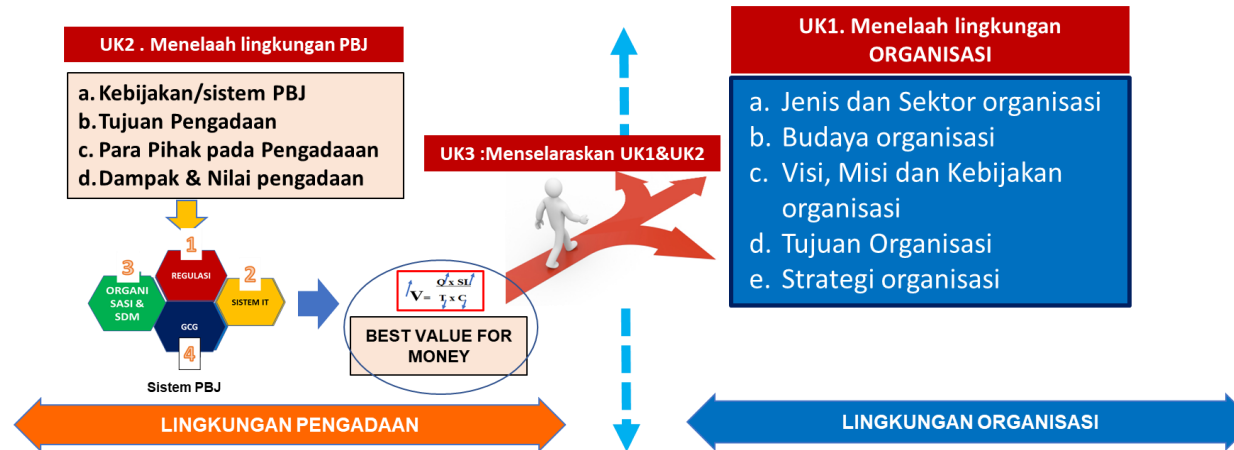 UK2 . Menelaah lingkungan PBJ
a. Kebijakan/sistem PBJ
b. Tujuan Pengadaan
c. Para Pihak pada Pengadaaan
d. Dampak & Nilai pengadaan
1
REGULASI
2
SISTEM IT
3
ORGANI
SASI &
SDM
GCG
4
Sistem PBJ
Q x SI
V=
T x C
BEST VALUE FOR
MONEY
UK3 :Menselaraskan UK1&UK2
UK1. Menelaah lingkungan
ORGANISASI
a. Jenis dan Sektor organisasi
b. Budaya organisasi
c. Visi, Misi dan Kebijakan
organisasi
d. Tujuan Organisasi
e. Strategi organisasi
LINGKUNGAN PENGADAAN
LINGKUNGAN ORGANISASI